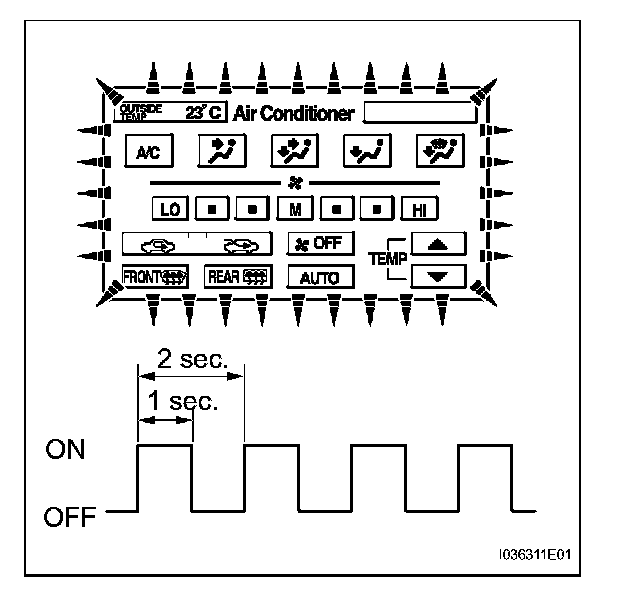 OUTSIDE TEMP 23°C Air Conditioner
A/C
LO M HI
OFF
TEMP
FRONT REAR AUTO
2 sec.
1 sec.
ON
OFF
I036311E01